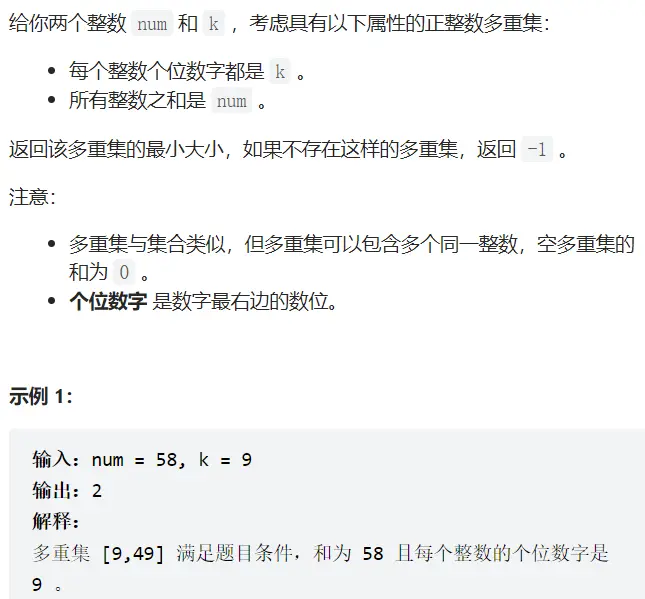 给你两个整数 num 和 k ，考虑具有以下属性的正整数多重集：
• 每个整数个位数字都是 k 。
• 所有整数之和是 num 。
返回该多重集的最小大小，如果不存在这样的多重集，返回 -1 。
注意：
• 多重集与集合类似，但多重集可以包含多个同一整数，空多重集的
和为 0 。
• 个位数字 是数字最右边的数位。
示例 1：
输入：num = 58, k = 9
输出：2
解释：
多重集 [9,49] 满足题目条件，和为 58 且每个整数的个位数字是
9 。